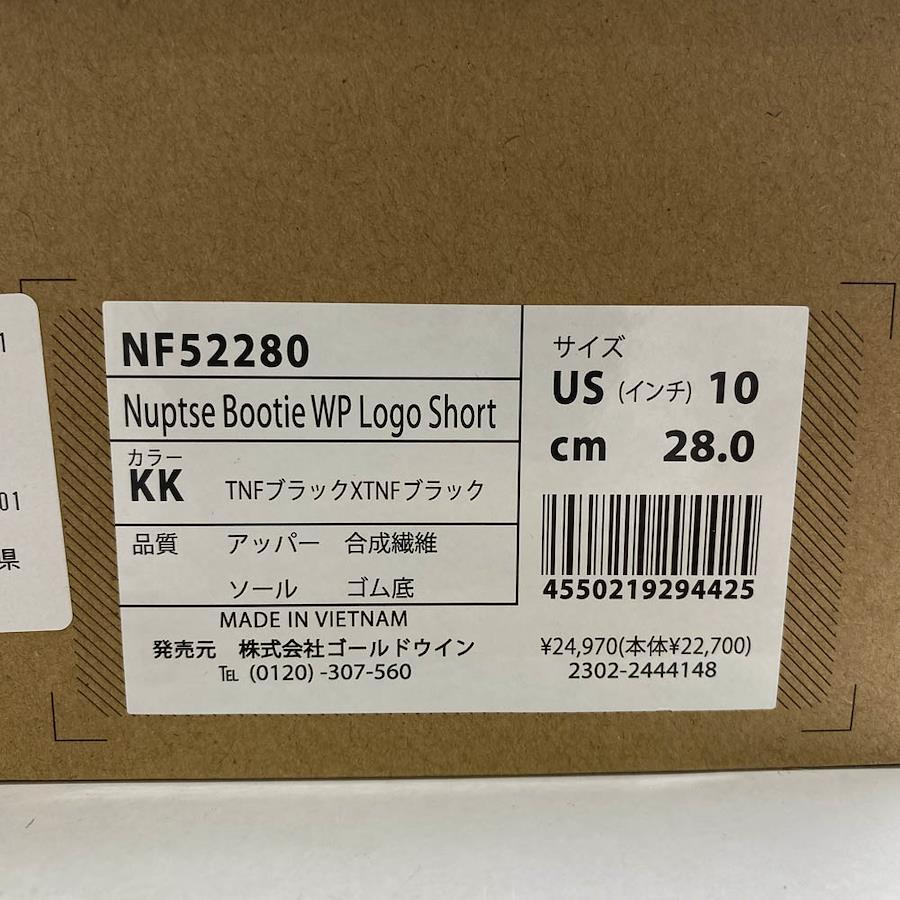 1
01
県
NF52280
Nuptse Bootie WP Logo Short
カラー
KK TNFブラックXTNFブラック
品質 アッパー 合成繊維
ソール ゴム底
MADE IN VIETNAM
発売元 株式会社ゴールドウイン
℡ (0120) -307-560
サイズ
US (インチ) 10
cm 28.0
4550219294425
¥24,970(本体¥22,700)
2302-2444148